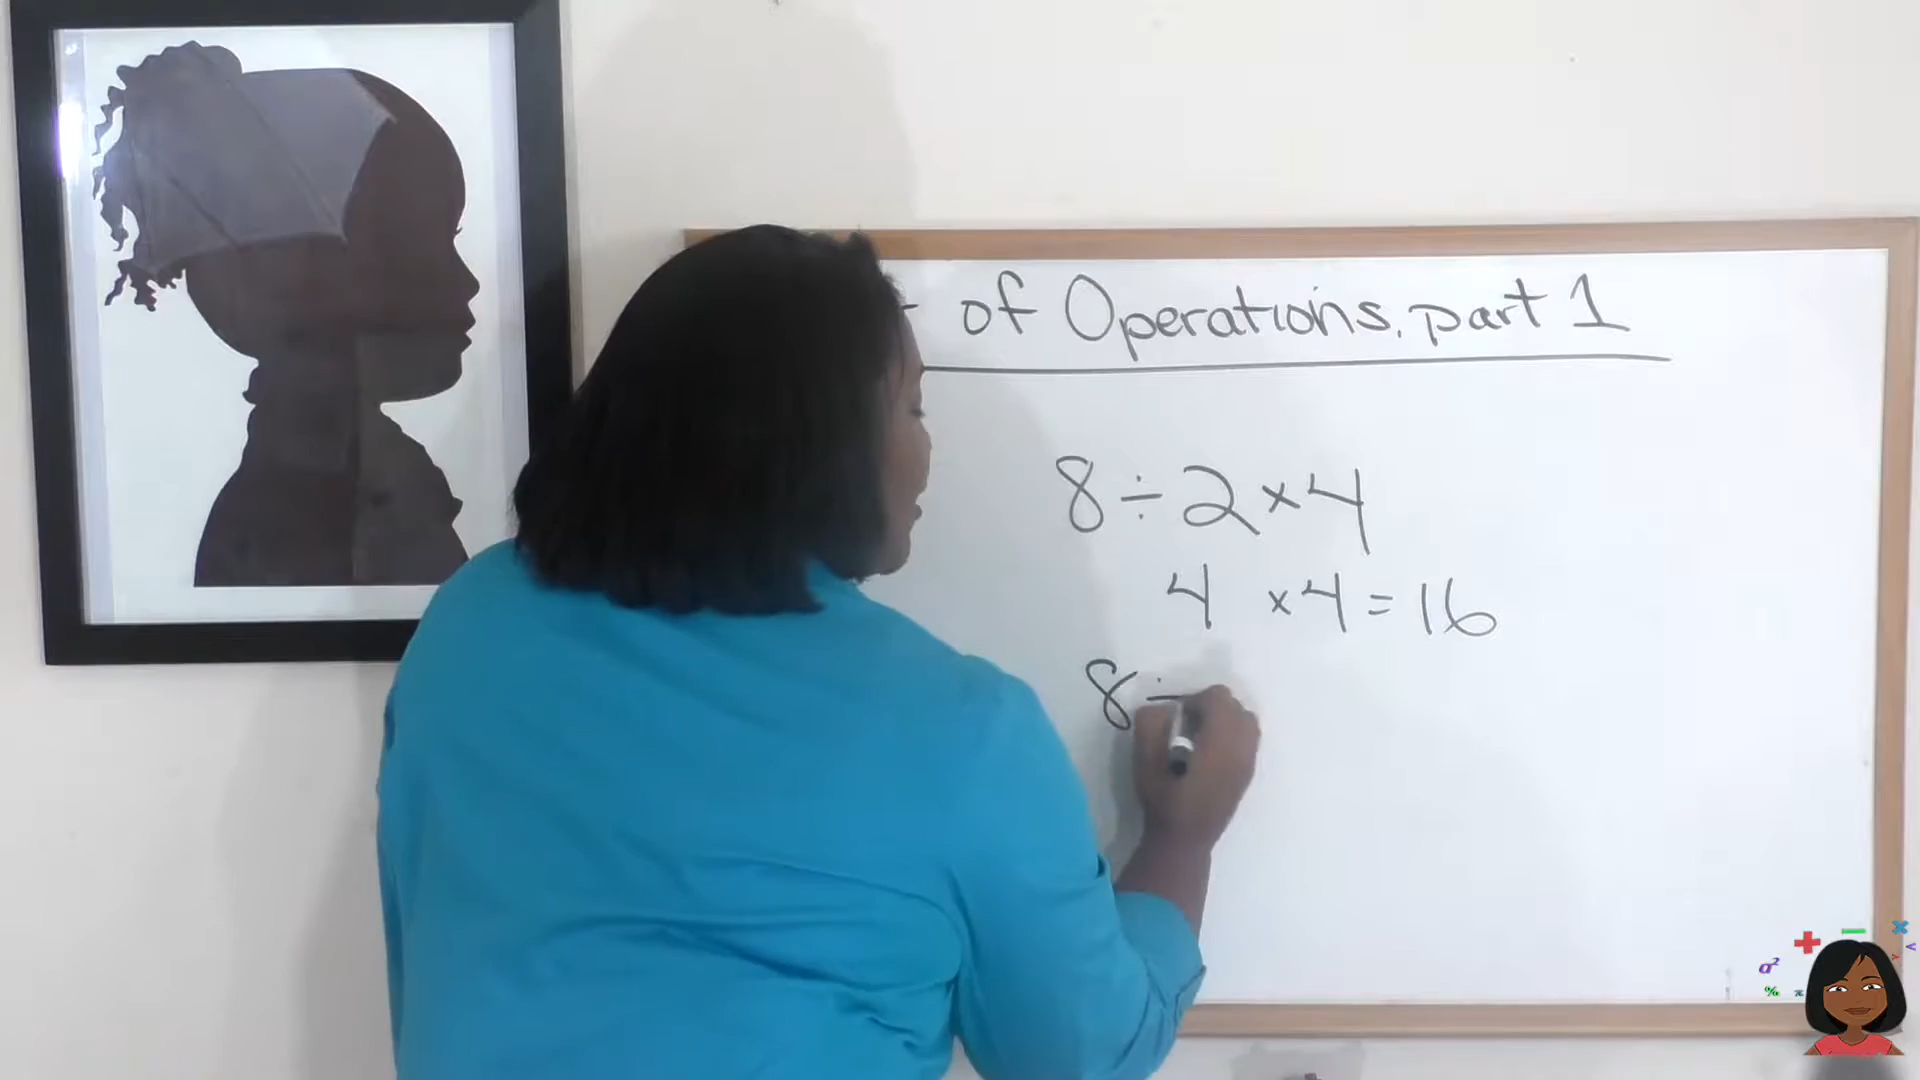 of Operations, part 1
8 ÷ 2 × 4
4 × 4 = 16
8 ÷